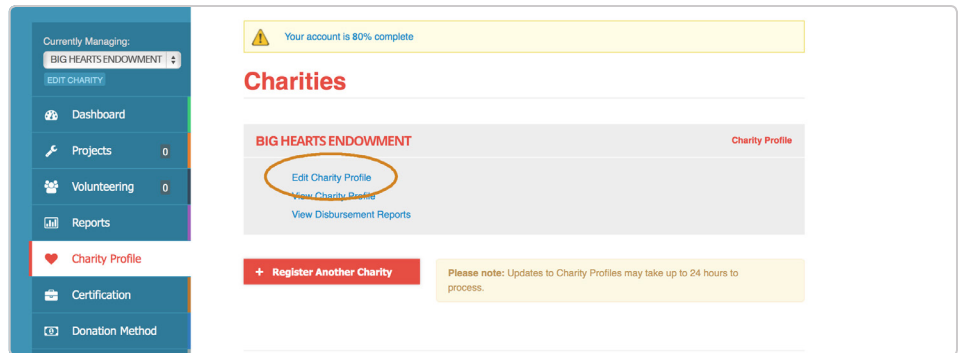 Currently Managing:
BIG HEARTS ENDOWMENT
EDIT CHARITY
Dashboard
Projects 0
Volunteering 0
Reports
Charity Profile
Certification
Donation Method
Your account is 80% complete
Charities
BIG HEARTS ENDOWMENT
Charity Profile
Edit Charity Profile
View Charity Profile
View Disbursement Reports
+ Register Another Charity
Please note: Updates to Charity Profiles may take up to 24 hours to
process.